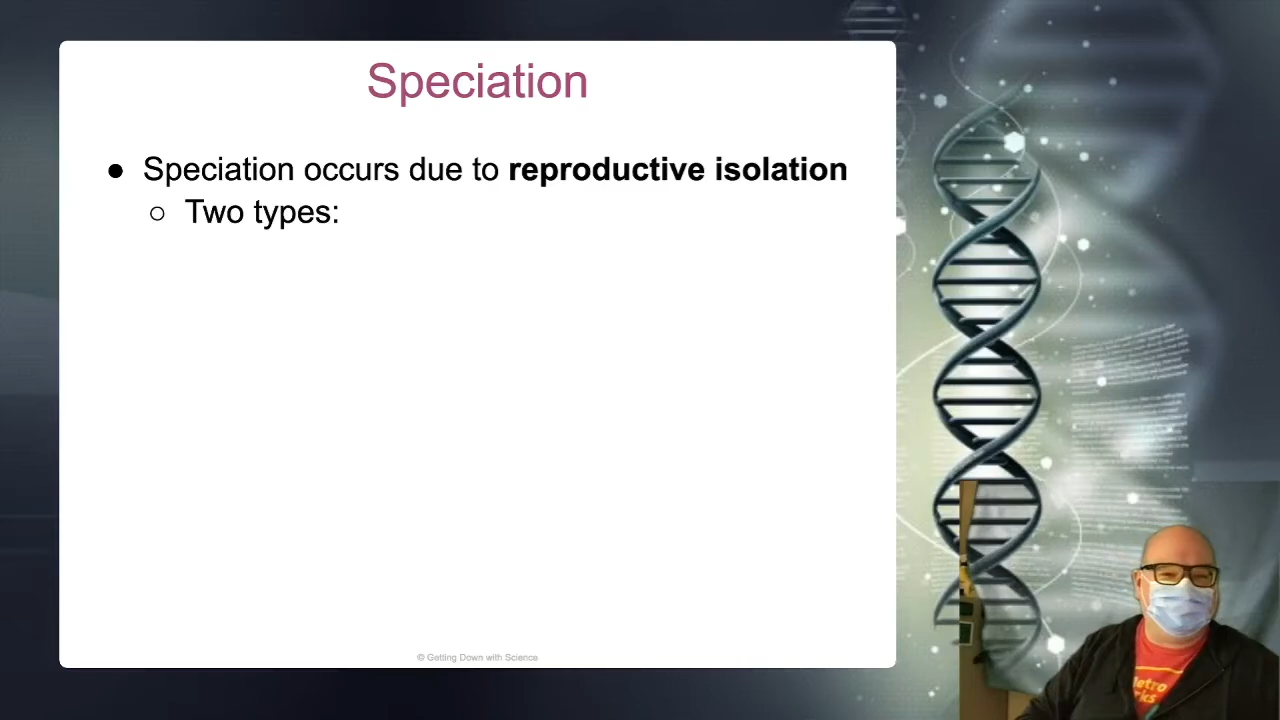 Speciation
● Speciation occurs due to reproductive isolation
○ Two types:
© Getting Down with Science